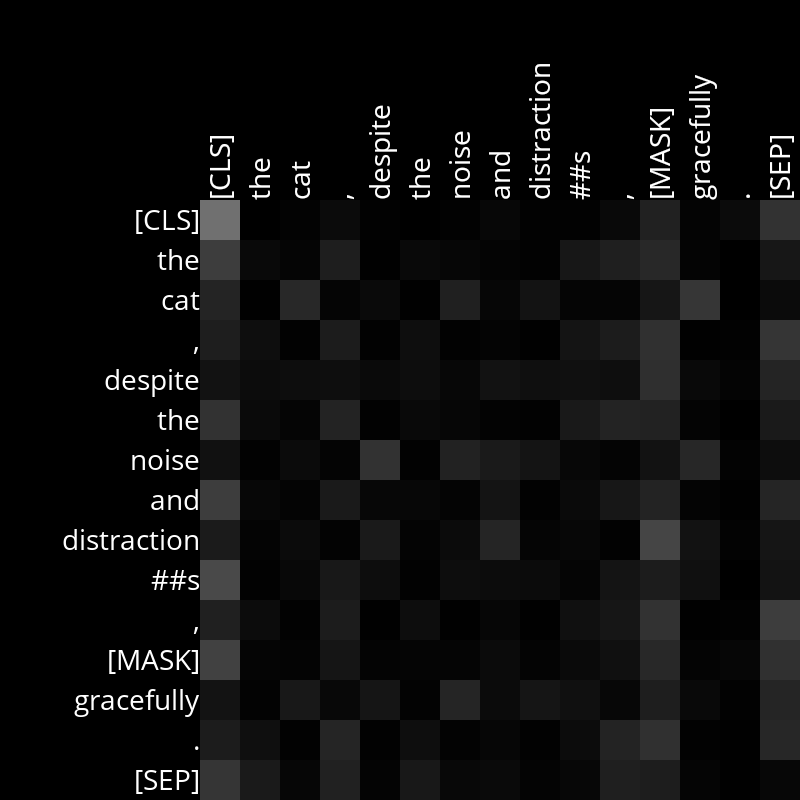 [CLS] the cat , despite the noise and distraction ##s , [MASK] gracefully . [SEP]
[CLS]
the
cat
,
despite
the
noise
and
distraction
##s
,
[MASK]
gracefully
.
[SEP]